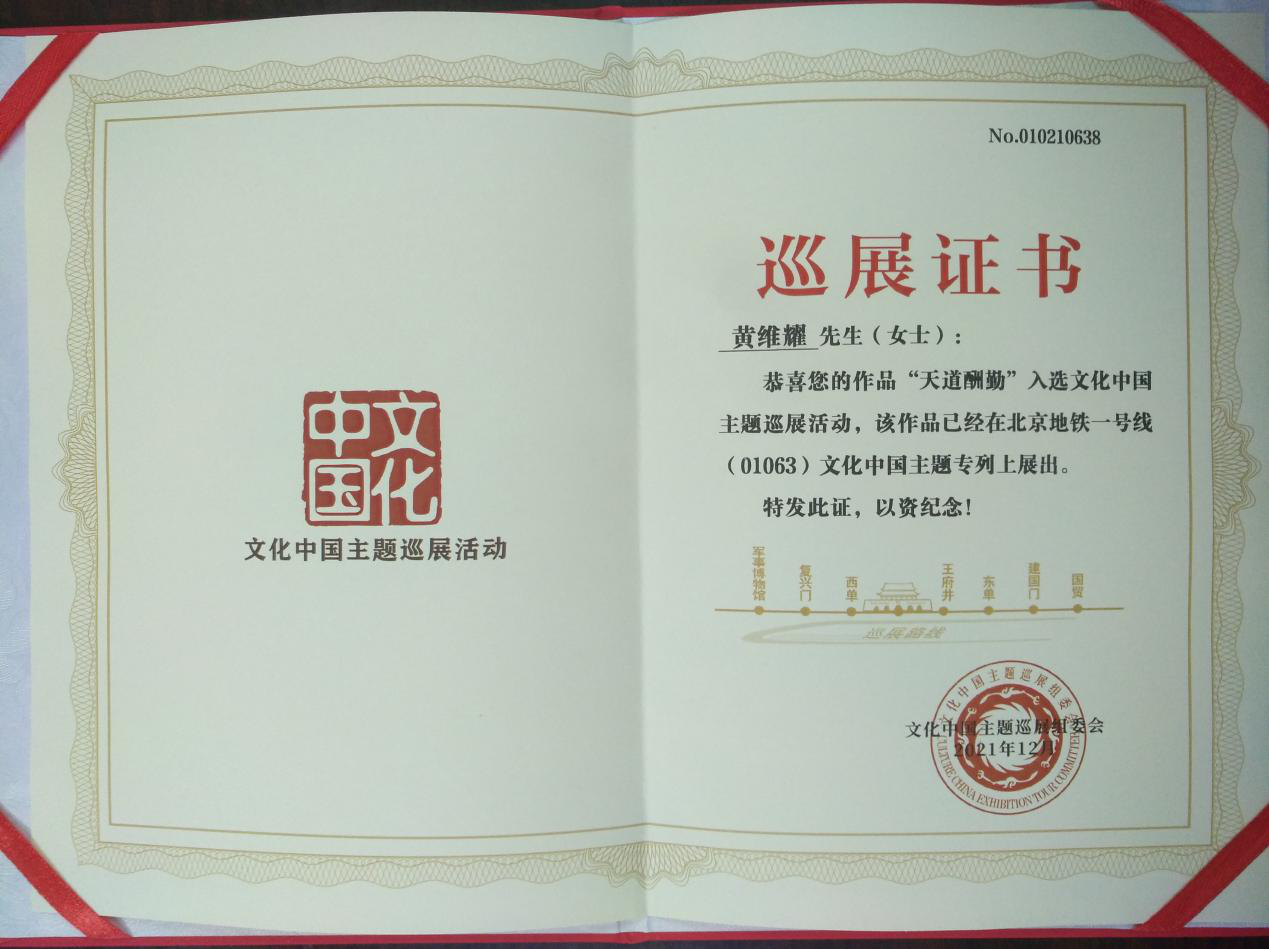 文化
中国
文化中国主题巡展活动
No.010210638
巡展证书
黄维耀 先生（女士）：
恭喜您的作品“天道酬勤”入选文化中国
主题巡展活动，该作品已经在北京地铁一号线
（01063）文化中国主题专列上展出。
特发此证，以资纪念！
军事博物馆
复兴门
西单
王府井
东单
建国门
国贸
巡展路线
文化中国主题巡展组委会
2021年12月
文化中国主题巡展组委会
CULTURE CHINA EXHIBITION TOUR COMMITTEE